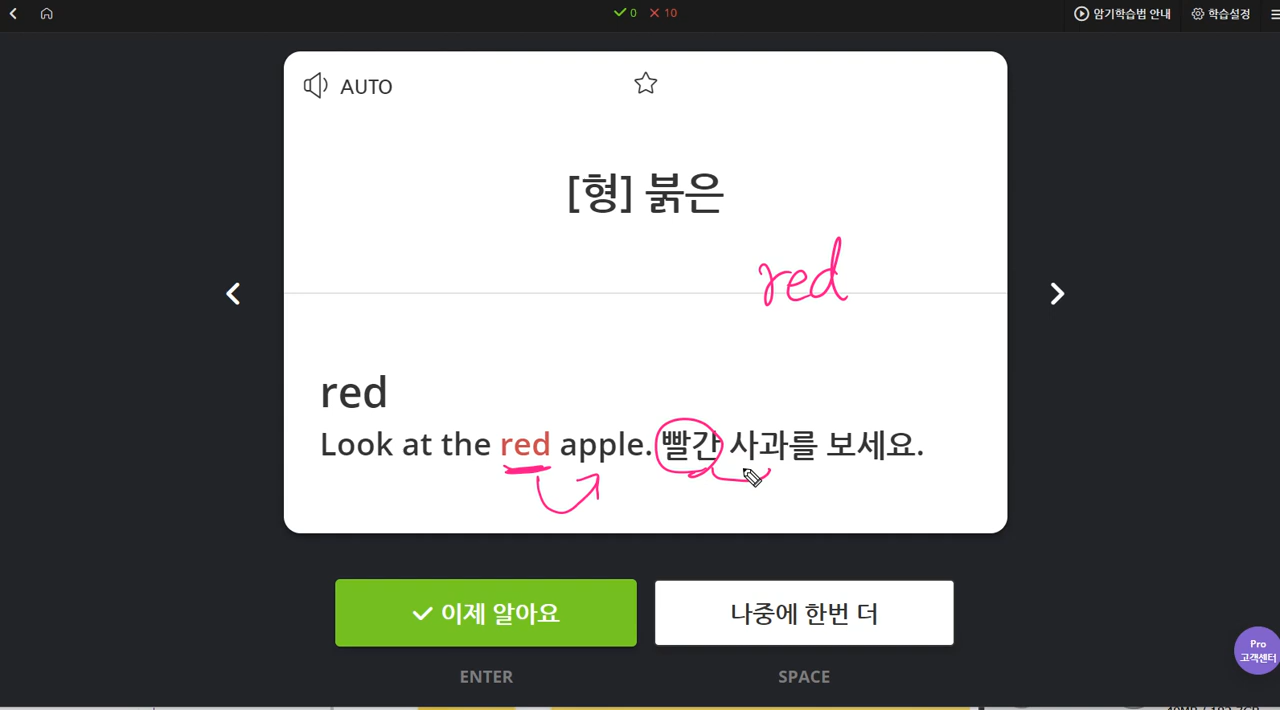 0 10 암기학습법 안내 학습설정
AUTO
[형] 붉은
red
red
Look at the red apple. 빨간 사과를 보세요.
이제 알아요 나중에 한번 더
Pro
고객센터
ENTER SPACE